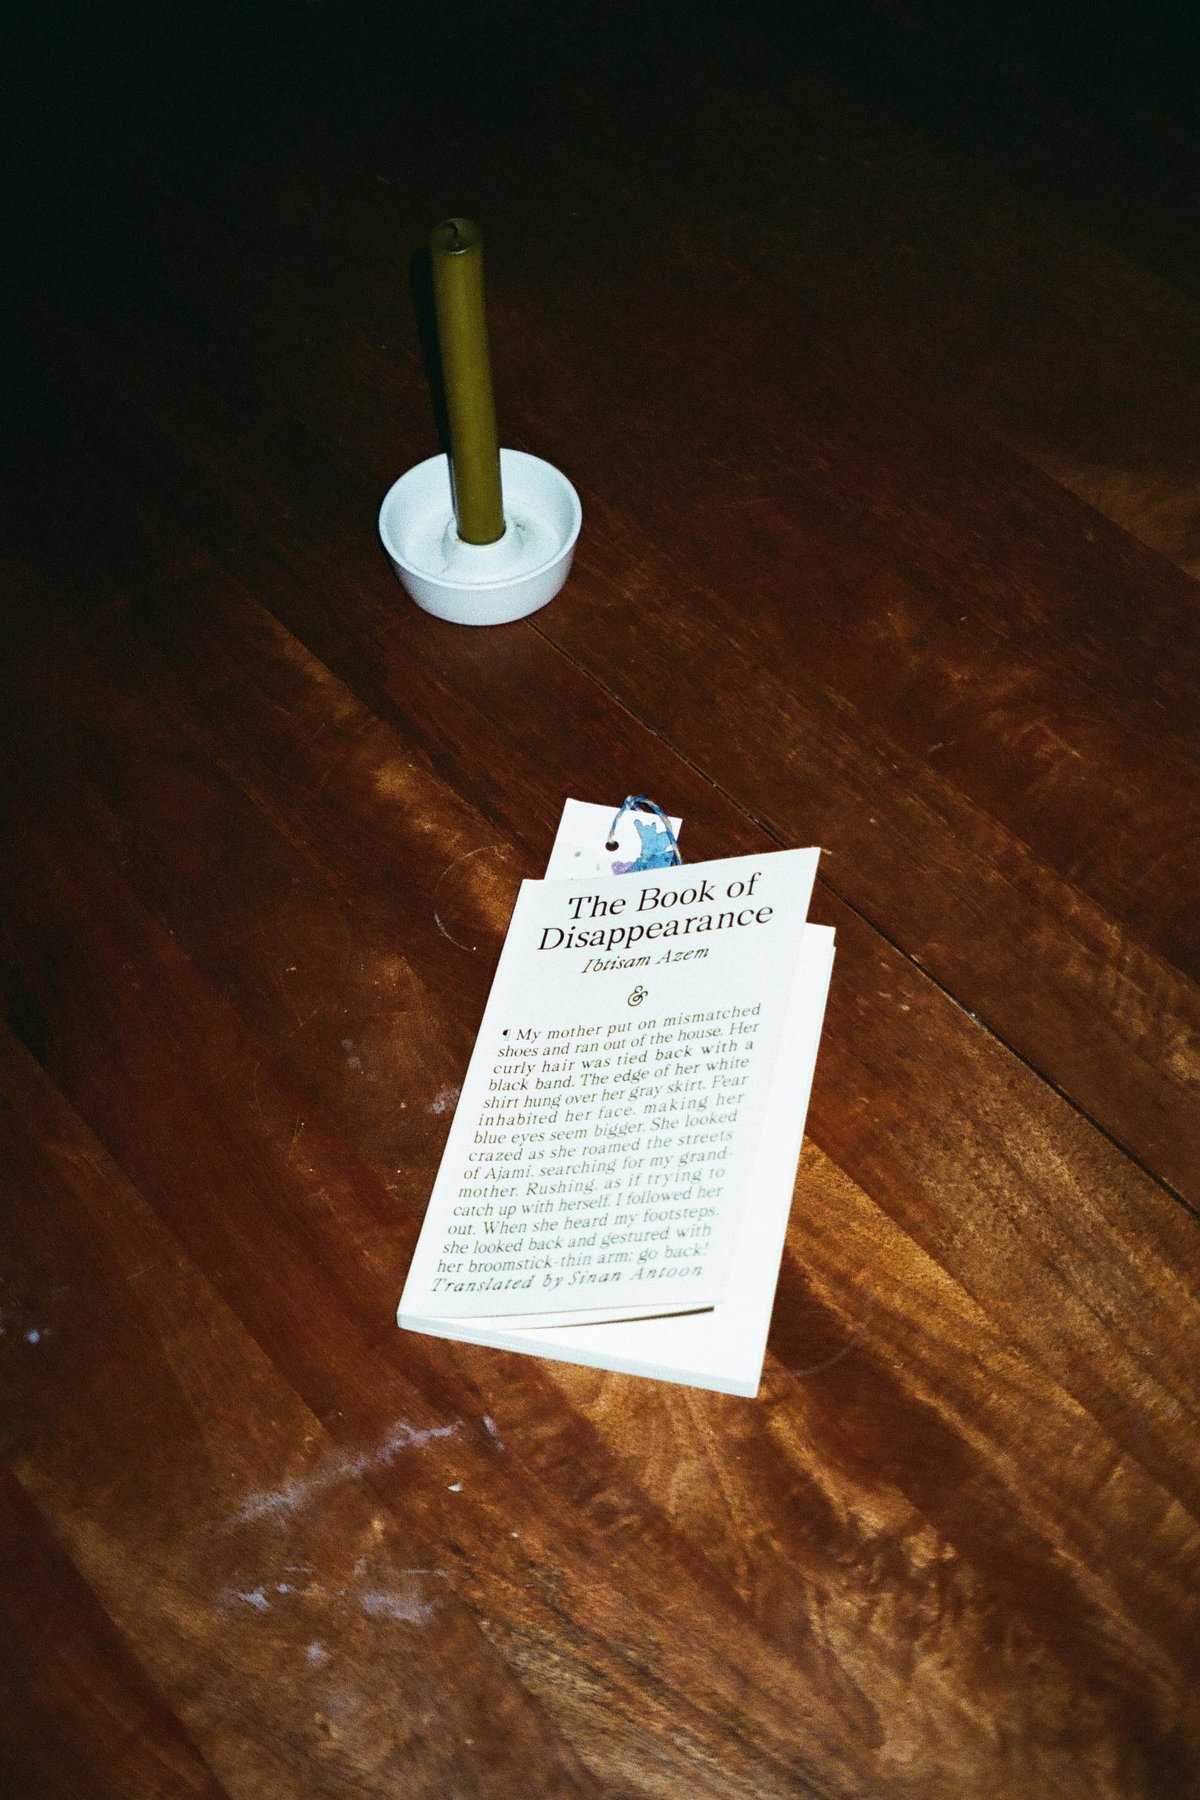 The Book of
Disappearance
Ibtisam Azem
&
¶ My mother put on mismatched
shoes and ran out of the house. Her
curly hair was tied back with a
black band. The edge of her white
shirt hung over her gray skirt. Fear
inhabited her face, making her
blue eyes seem bigger. She looked
crazed as she roamed the streets
of Ajami, searching for my grand-
mother. Rushing, as if trying to
catch up with herself. I followed her
out. When she heard my footsteps,
she looked back and gestured with
her broomstick-thin arm: go back!
Translated by Sinan Antoon